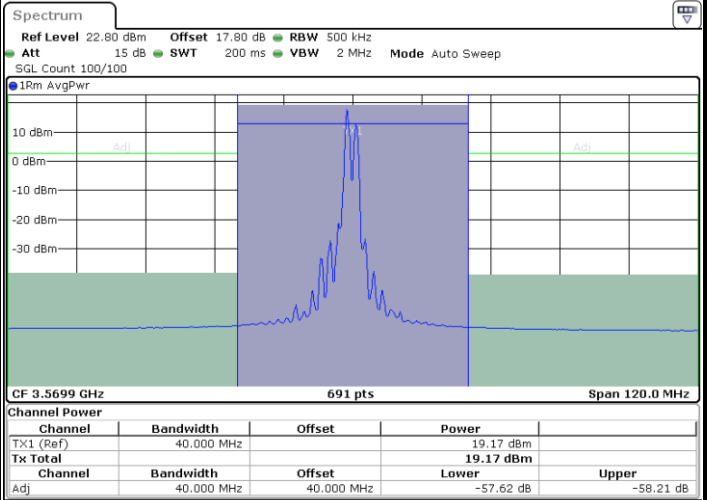 Spectrum
Ref Level 22.80 dBm Offset 17.80 dB RBW 500 kHz
Att 15 dB SWT 200 ms VBW 2 MHz Mode Auto Sweep
SGL Count 100/100
1Rm AvgPwr
10 dBm
Adj Adj
0 dBm
-10 dBm
-20 dBm
-30 dBm
CF 3.5699 GHz 691 pts Span 120.0 MHz
Channel Power
Channel Bandwidth Offset Power
TX1 (Ref) 40.000 MHz 19.17 dBm
Tx Total 19.17 dBm
Channel Bandwidth Offset Lower Upper
Adj 40.000 MHz 40.000 MHz -57.62 dB -58.21 dB